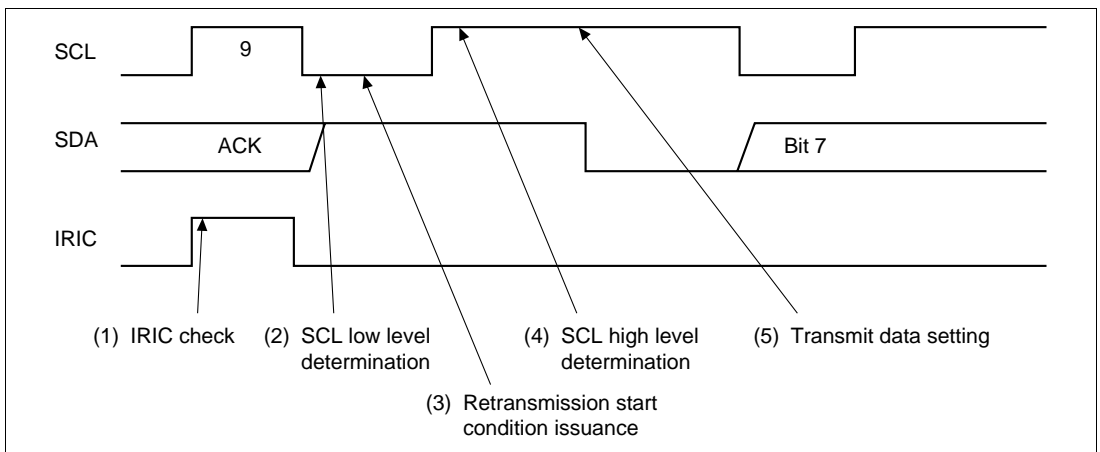 SCL
9
SDA
ACK
Bit 7
IRIC
(1) IRIC check
(2) SCL low level
determination
(4) SCL high level
determination
(5) Transmit data setting
(3) Retransmission start
condition issuance